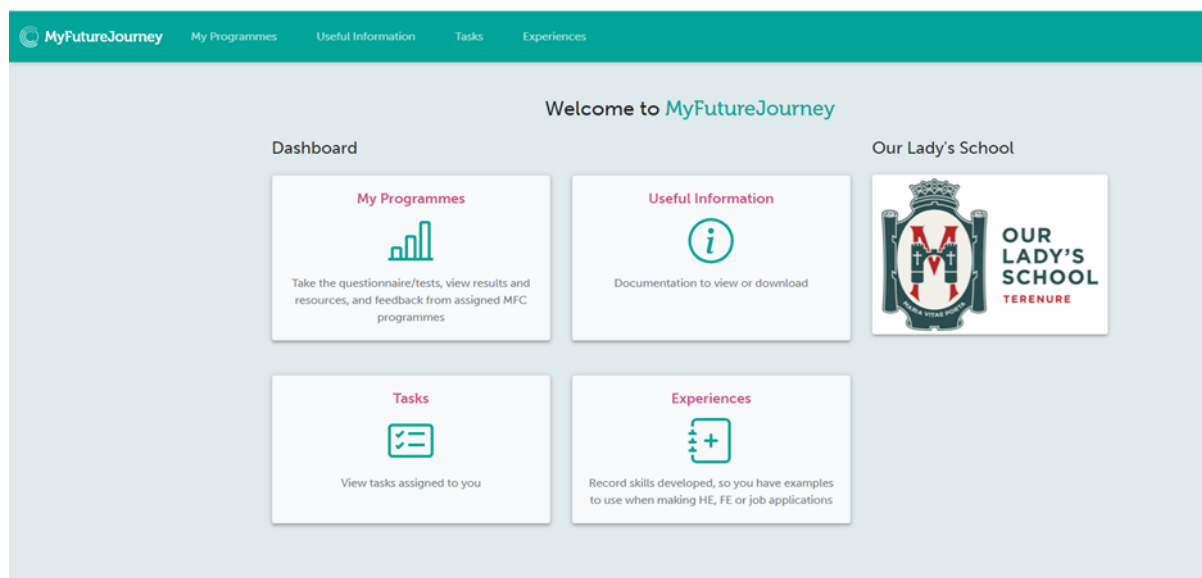 MyFutureJourney
My Programmes
Useful Information
Tasks
Experiences
Welcome to MyFutureJourney
Dashboard
My Programmes
Take the questionnaire/tests, view results and
resources, and feedback from assigned MFC
programmes
Useful Information
Documentation to view or download
Our Lady's School
MARIA VITAE PORTA
OUR
LADY'S
SCHOOL
TERENURE
Tasks
View tasks assigned to you
Experiences
Record skills developed, so you have examples
to use when making HE, FE or job applications